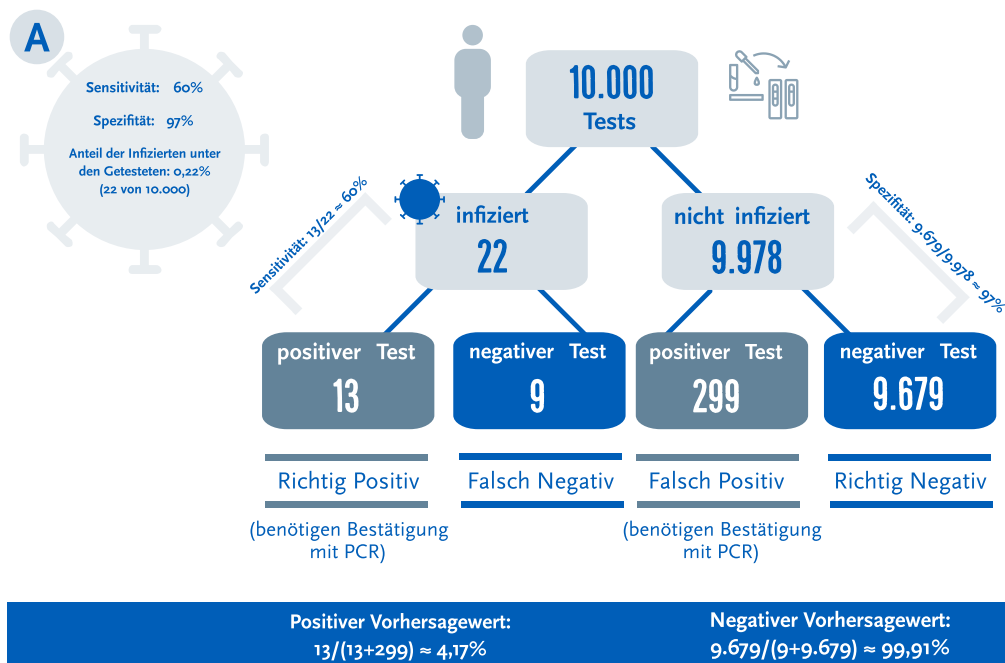 A
Sensitivität: 60%
Spezifität: 97%
Anteil der Infizierten unter
den Getesteten: 0,22%
(22 von 10.000)
10.000
Tests
Sensitivität: 13/22 ≈ 60%
infiziert
22
nicht infiziert
9.978
Spezifität: 9.679/9.978 ≈ 97%
positiver Test
13
negativer Test
9
positiver Test
299
negativer Test
9.679
Richtig Positiv
Falsch Negativ
Falsch Positiv
Richtig Negativ
(benötigen Bestätigung
mit PCR)
(benötigen Bestätigung
mit PCR)
Positiver Vorhersagewert:
13/(13+299) ≈ 4,17%
Negativer Vorhersagewert:
9.679/(9+9.679) ≈ 99,91%